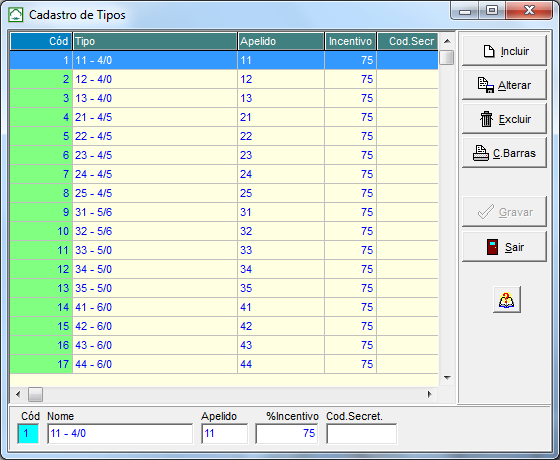 Cadastro de Tipos
Cód Tipo Apelido Incentivo Cod.Secr
1 11 - 4/0 11 75
2 12 - 4/0 12 75
3 13 - 4/0 13 75
4 21 - 4/5 21 75
5 22 - 4/5 22 75
6 23 - 4/5 23 75
7 24 - 4/5 24 75
8 25 - 4/5 25 75
9 31 - 5/6 31 75
10 32 - 5/6 32 75
11 33 - 5/0 33 75
12 34 - 5/0 34 75
13 35 - 5/0 35 75
14 41 - 6/0 41 75
15 42 - 6/0 42 75
16 43 - 6/0 43 75
17 44 - 6/0 44 75
Incluir
Alterar
Excluir
C.Barras
Gravar
Sair
Cód Nome Apelido %Incentivo Cod.Secret.
1 11 - 4/0 11 75